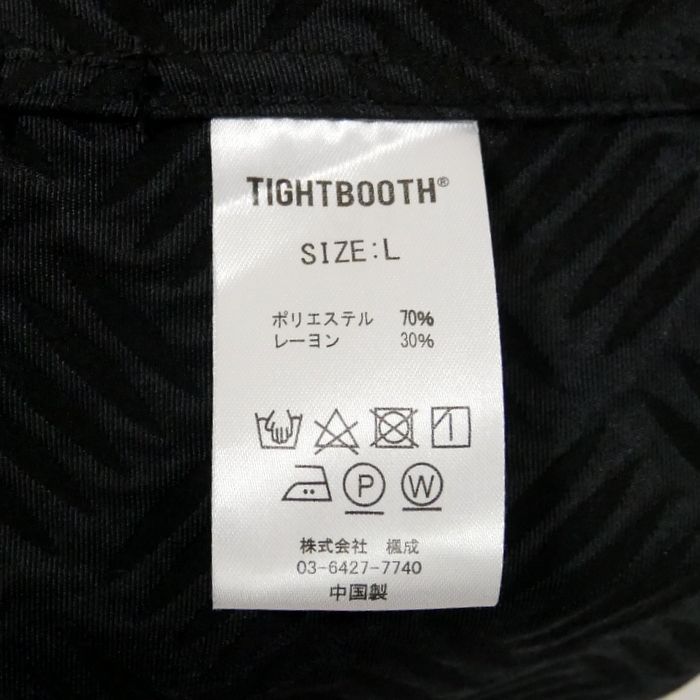 TIGHTBOOTH®
SIZE:L
ポリエステル 70%
レーヨン 30%
P W
株式会社 楓成
03-6427-7740
中国製